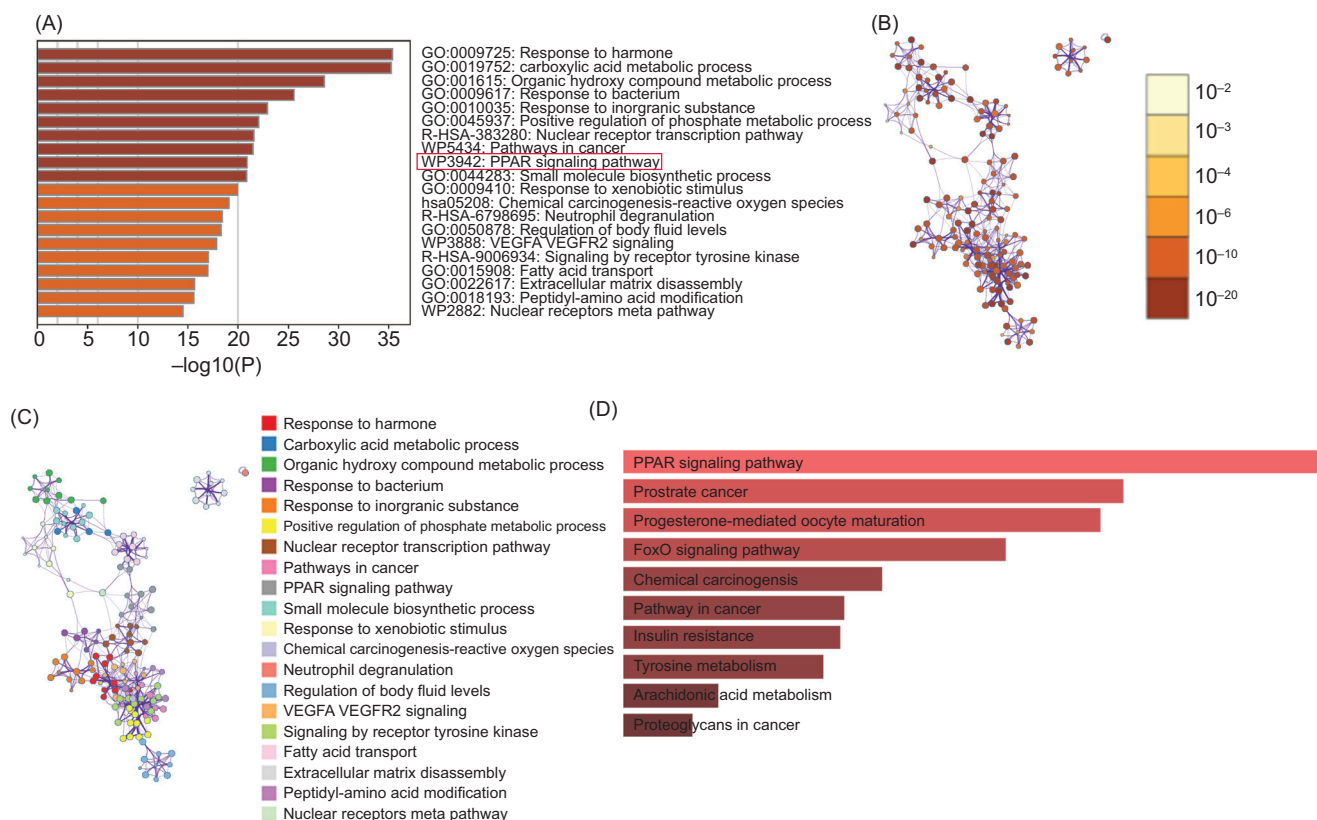 (A)
GO:0009725: Response to harmone
GO:0019752: carboxylic acid metabolic process
GO:001615: Organic hydroxy compound metabolic process
GO:0009617: Response to bacterium
GO:0010035: Response to inorganic substance
GO:0045937: Positive regulation of phosphate metabolic process
R-HSA-383280: Nuclear receptor transcription pathway
WP5434: Pathways in cancer
WP3942: PPAR signaling pathway
GO:0044283: Small molecule biosynthetic process
GO:0009410: Response to xenobiotic stimulus
hsa05208: Chemical carcinogenesis-reactive oxygen species
R-HSA-6798695: Neutrophil degranulation
GO:0050878: Regulation of body fluid levels
WP3888: VEGFA VEGFR2 signaling
R-HSA-9006934: Signaling by receptor tyrosine kinase
GO:0015908: Fatty acid transport
GO:0022617: Extracellular matrix disassembly
GO:0018193: Peptidyl-amino acid modification
WP2882: Nuclear receptors meta pathway
0 5 10 15 20 25 30 35
–log10(P)
(B)
10⁻²
10⁻³
10⁻⁴
10⁻⁶
10⁻¹⁰
10⁻²⁰
(C)
Response to harmone
Carboxylic acid metabolic process
Organic hydroxy compound metabolic process
Response to bacterium
Response to inorganic substance
Positive regulation of phosphate metabolic process
Nuclear receptor transcription pathway
Pathways in cancer
PPAR signaling pathway
Small molecule biosynthetic process
Response to xenobiotic stimulus
Chemical carcinogenesis-reactive oxygen species
Neutrophil degranulation
Regulation of body fluid levels
VEGFA VEGFR2 signaling
Signaling by receptor tyrosine kinase
Fatty acid transport
Extracellular matrix disassembly
Peptidyl-amino acid modification
Nuclear receptors meta pathway
(D)
PPAR signaling pathway
Prostrate cancer
Progesterone-mediated oocyte maturation
FoxO signaling pathway
Chemical carcinogensis
Pathway in cancer
Insulin resistance
Tyrosine metabolism
Arachidonic acid metabolism
Proteoglycans in cancer